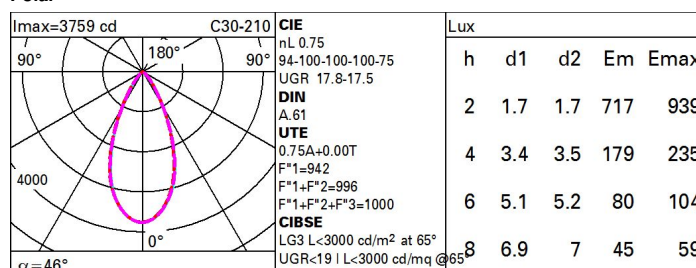 Imax=3759 cd C30-210
90° 180° 90°
4000
0°
α=46°
CIE
nL 0.75
94-100-100-100-75
UGR 17.8-17.5
DIN
A.61
UTE
0.75A+0.00T
F"1=942
F"1+F"2=996
F"1+F"2+F"3=1000
CIBSE
LG3 L<3000 cd/m² at 65°
UGR<19 | L<3000 cd/mq @65°
Lux
h d1 d2 Em Emax
2 1.7 1.7 717 939
4 3.4 3.5 179 235
6 5.1 5.2 80 104
8 6.9 7 45 59